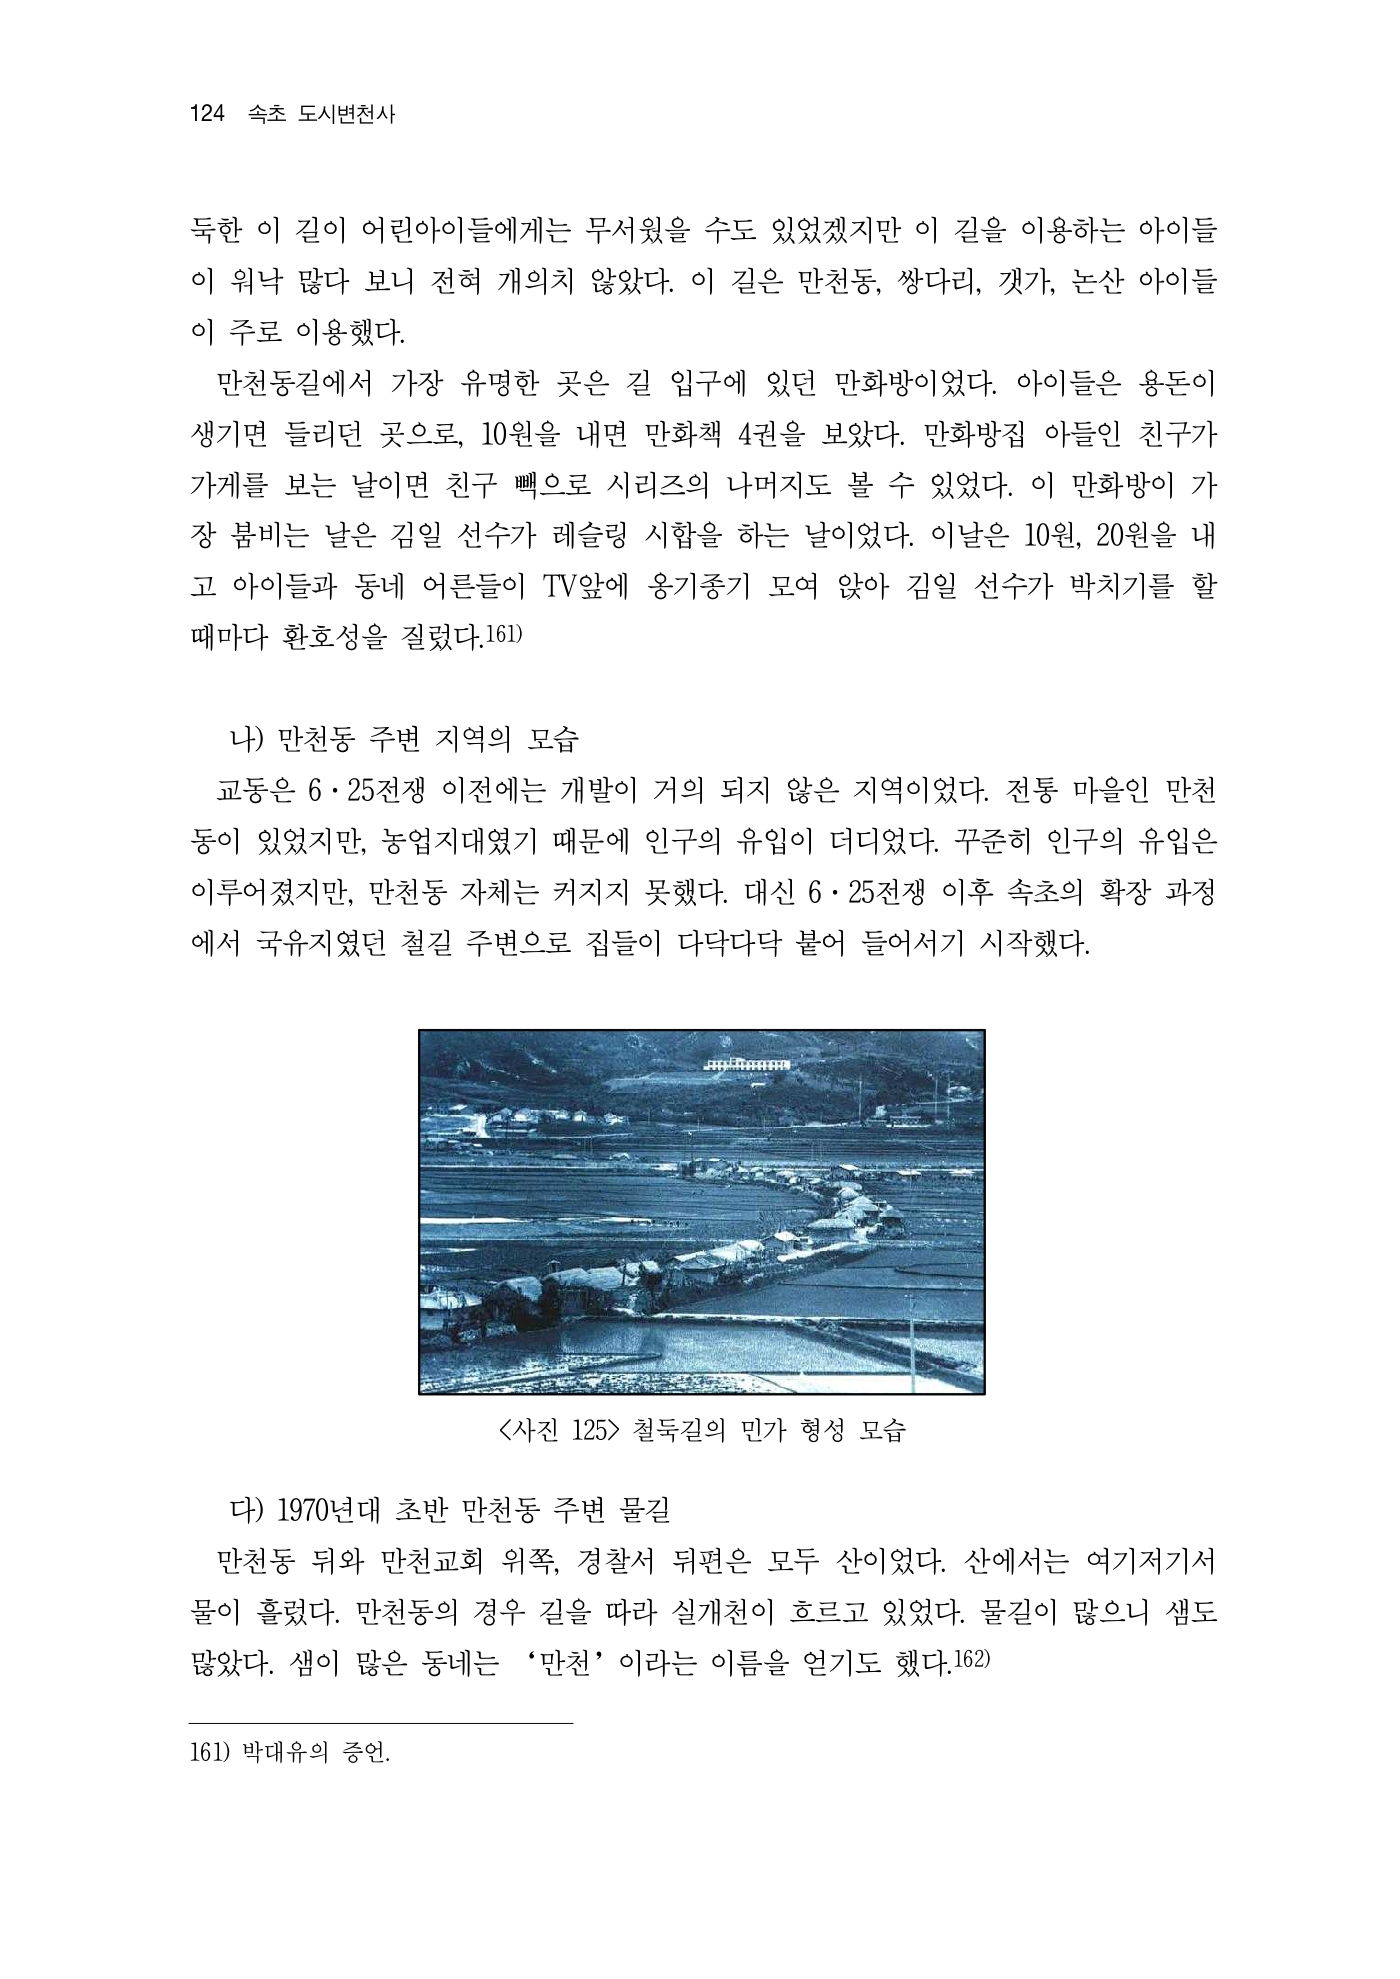 124 속초 도시변천사
둑한 이 길이 어린아이들에게는 무서웠을 수도 있었겠지만 이 길을 이용하는 아이들
이 워낙 많다 보니 전혀 개의치 않았다. 이 길은 만천동, 쌍다리, 갯가, 논산 아이들
이 주로 이용했다.
만천동길에서 가장 유명한 곳은 길 입구에 있던 만화방이었다. 아이들은 용돈이
생기면 들리던 곳으로, 10원을 내면 만화책 4권을 보았다. 만화방집 아들인 친구가
가게를 보는 날이면 친구 빽으로 시리즈의 나머지도 볼 수 있었다. 이 만화방이 가
장 붐비는 날은 김일 선수가 레슬링 시합을 하는 날이었다. 이날은 10원, 20원을 내
고 아이들과 동네 어른들이 TV앞에 옹기종기 모여 앉아 김일 선수가 박치기를 할
때마다 환호성을 질렀다.161)
나) 만천동 주변 지역의 모습
교동은 6·25전쟁 이전에는 개발이 거의 되지 않은 지역이었다. 전통 마을인 만천
동이 있었지만, 농업지대였기 때문에 인구의 유입이 더디었다. 꾸준히 인구의 유입은
이루어졌지만, 만천동 자체는 커지지 못했다. 대신 6·25전쟁 이후 속초의 확장 과정
에서 국유지였던 철길 주변으로 집들이 다닥다닥 붙어 들어서기 시작했다.
<사진 125> 철둑길의 민가 형성 모습
다) 1970년대 초반 만천동 주변 물길
만천동 뒤와 만천교회 위쪽, 경찰서 뒤편은 모두 산이었다. 산에서는 여기저기서
물이 흘렀다. 만천동의 경우 길을 따라 실개천이 흐르고 있었다. 물길이 많으니 샘도
많았다. 샘이 많은 동네는 ‘만천’이라는 이름을 얻기도 했다.162)
161) 박대유의 증언.